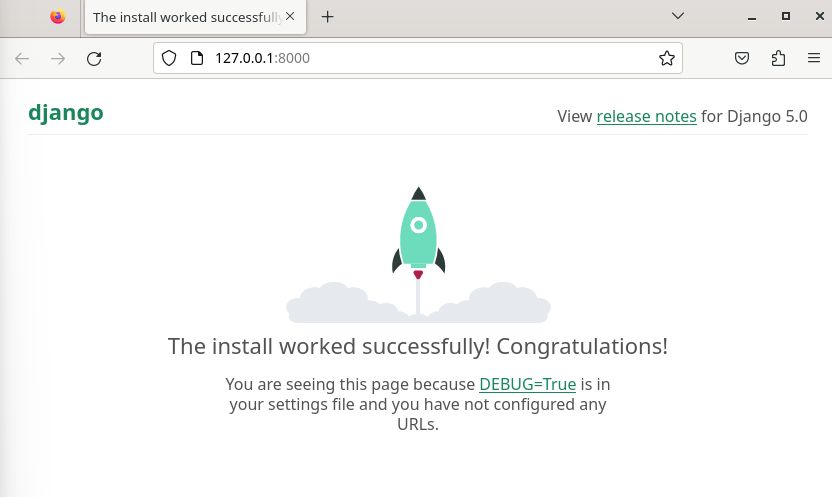 The install worked successfully
127.0.0.1:8000
django
View release notes for Django 5.0
The install worked successfully! Congratulations!
You are seeing this page because DEBUG=True is in
your settings file and you have not configured any
URLs.